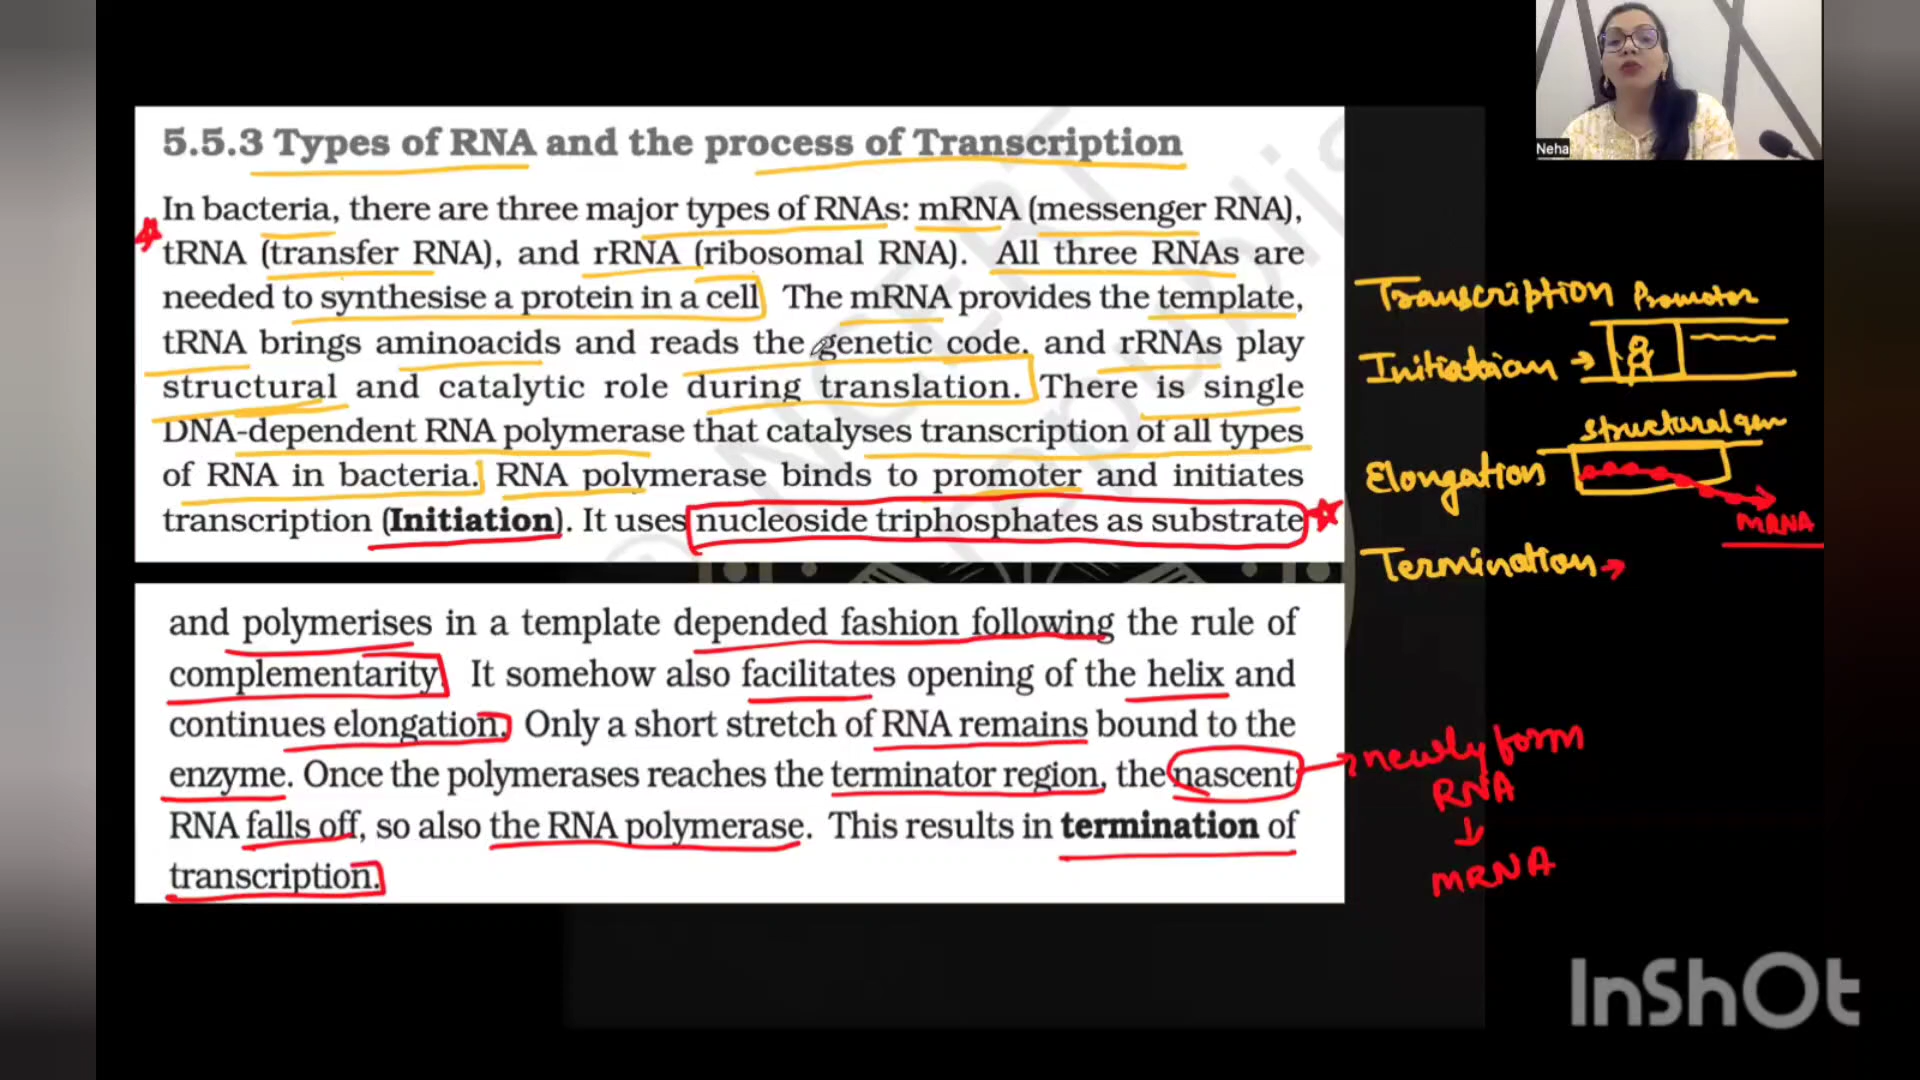 Neha
5.5.3 Types of RNA and the process of Transcription
In bacteria, there are three major types of RNAs: mRNA (messenger RNA),
tRNA (transfer RNA), and rRNA (ribosomal RNA). All three RNAs are
needed to synthesise a protein in a cell The mRNA provides the template,
tRNA brings aminoacids and reads the genetic code, and rRNAs play
structural and catalytic role during translation. There is single
DNA-dependent RNA polymerase that catalyses transcription of all types
of RNA in bacteria. RNA polymerase binds to promoter and initiates
transcription (Initiation). It uses nucleoside triphosphates as substrate
and polymerises in a template depended fashion following the rule of
complementarity. It somehow also facilitates opening of the helix and
continues elongation. Only a short stretch of RNA remains bound to the
enzyme. Once the polymerases reaches the terminator region, the nascent
RNA falls off, so also the RNA polymerase. This results in termination of
transcription.
Transcription Promotor
Initiation →
structural gen
Elongation
MRNA
Termination →
newly form
RNA
↓
MRNA
InShOt